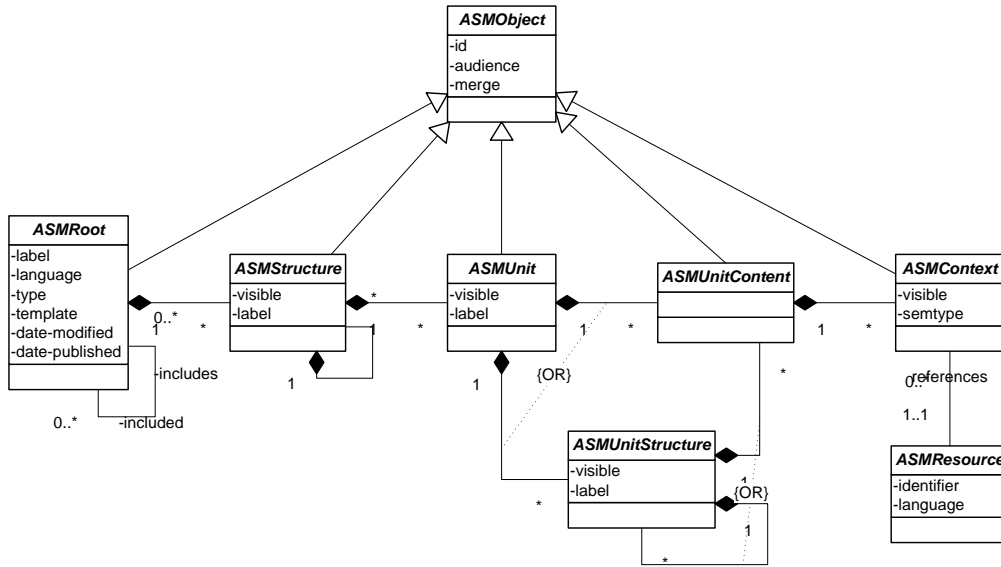 ASMObject
-id
-audience
-merge
ASMRoot
-label
-language
-type
-template
-date-modified
-date-published
ASMStructure
-visible
-label
ASMUnit
-visible
-label
ASMUnitContent
ASMContext
-visible
-semtype
1
0..*
*
*
1
*
1
*
1
*
-includes
0..*
-included
1
1
{OR}
*
references
0..*
1..1
ASMUnitStructure
-visible
-label
*
1
{OR}
1
*
ASMResource
-identifier
-language